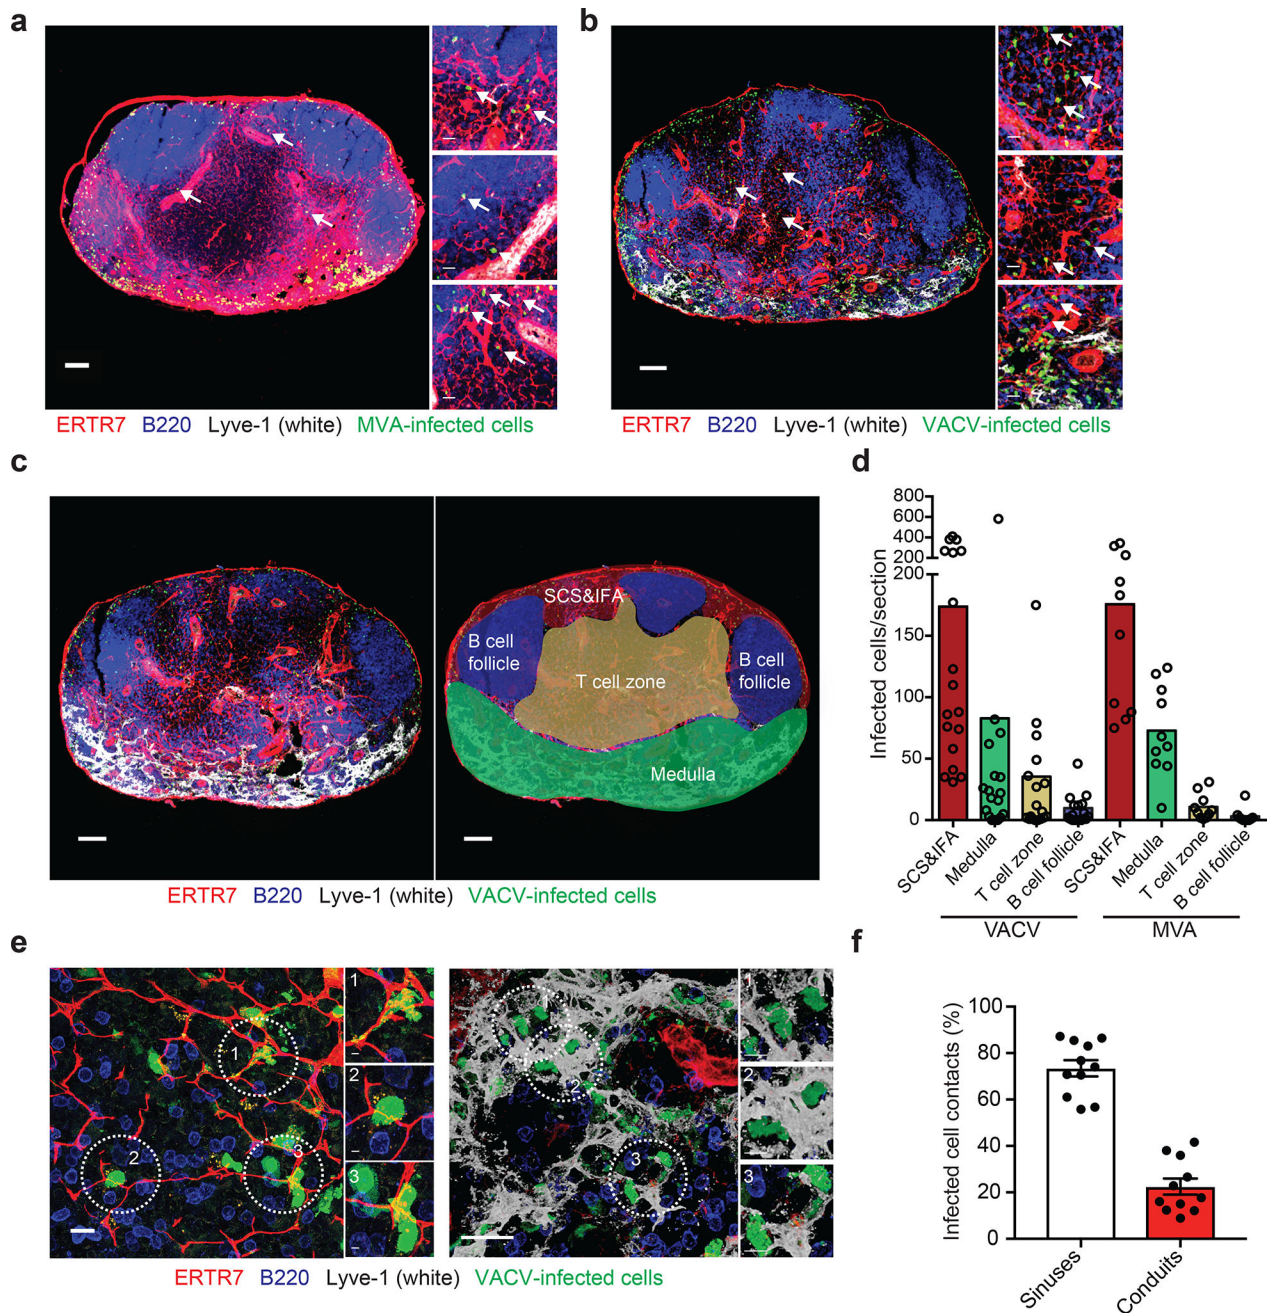 a
b
ERTR7 B220 Lyve-1 (white) MVA-infected cells
ERTR7 B220 Lyve-1 (white) VACV-infected cells
c
SCS&IFA
B cell
follicle
T cell zone
B cell
follicle
Medulla
ERTR7 B220 Lyve-1 (white) VACV-infected cells
d
Infected cells/section
800
600
400
200
200
150
100
50
0
SCS&IFA
Medulla
T cell zone
B cell follicle
SCS&IFA
Medulla
T cell zone
B cell follicle
VACV
MVA
e
1
2
3
1
2
3
1
2
3
1
2
3
ERTR7 B220 Lyve-1 (white) VACV-infected cells
f
Infected cell contacts (%)
100
80
60
40
20
0
Sinuses
Conduits